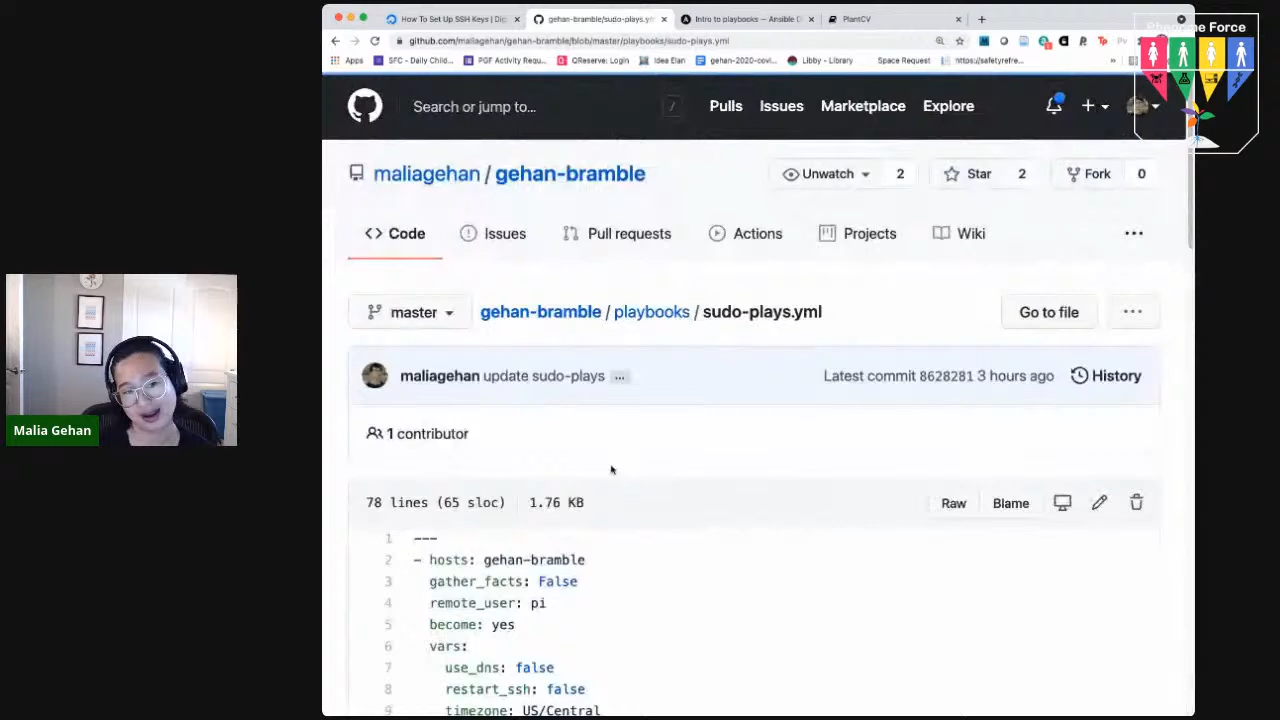 How To Set Up SSH Keys | Dig
gehan-bramble/sudo-plays.ym
Intro to playbooks — Ansible D
PlantCV
github.com/maliagehan/gehan-bramble/blob/master/playbooks/sudo-plays.yml
Apps
SFC - Daily Child...
PGF Activity Requ...
QReserve: Login
Idea Elan
gehan-2020-covi...
Libby - Library
Space Request
https://safetyrefre...
Phenome Force
Search or jump to...
/
Pulls
Issues
Marketplace
Explore
maliagehan / gehan-bramble
Unwatch
2
Star
2
Fork
0
Code
Issues
Pull requests
Actions
Projects
Wiki
master
gehan-bramble / playbooks / sudo-plays.yml
Go to file
maliagehan update sudo-plays
Latest commit 8628281 3 hours ago
History
1 contributor
Malia Gehan
78 lines (65 sloc)
1.76 KB
Raw
Blame
1 ---
2 - hosts: gehan-bramble
3 gather_facts: False
4 remote_user: pi
5 become: yes
6 vars:
7 use_dns: false
8 restart_ssh: false
9 timezone: US/Central